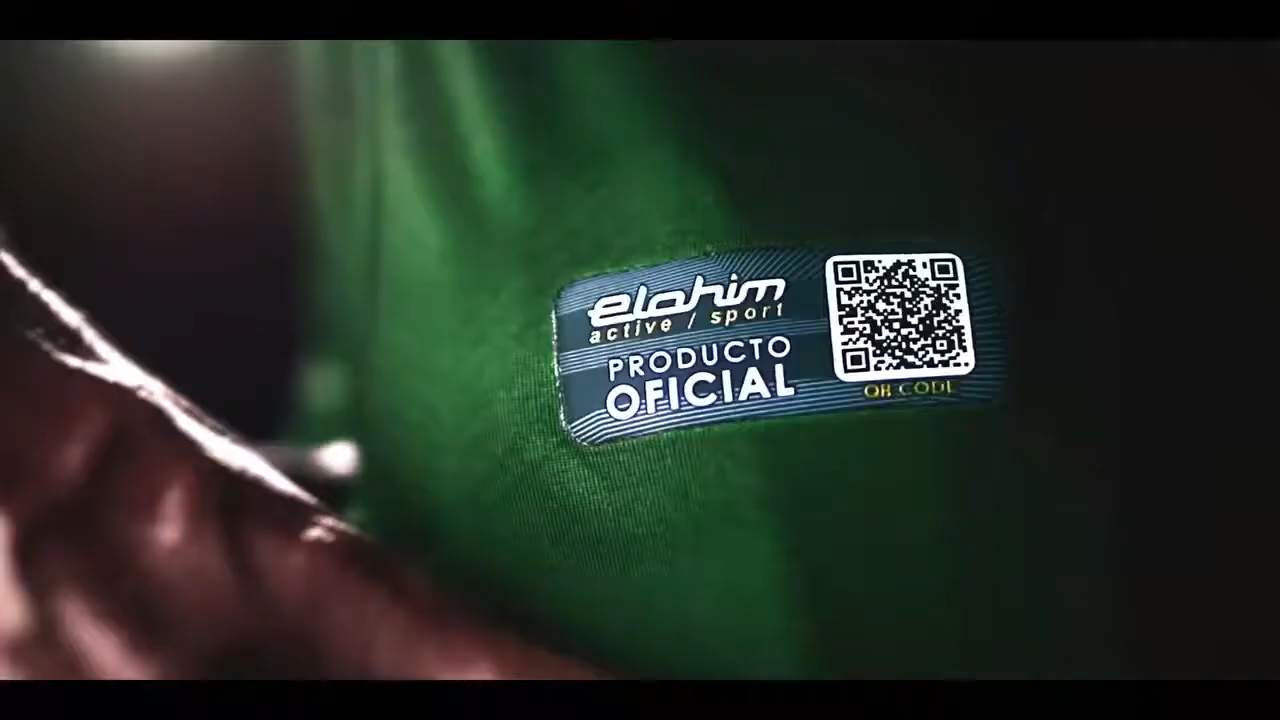 elohim
active / sport
PRODUCTO
OFICIAL
QR CODE